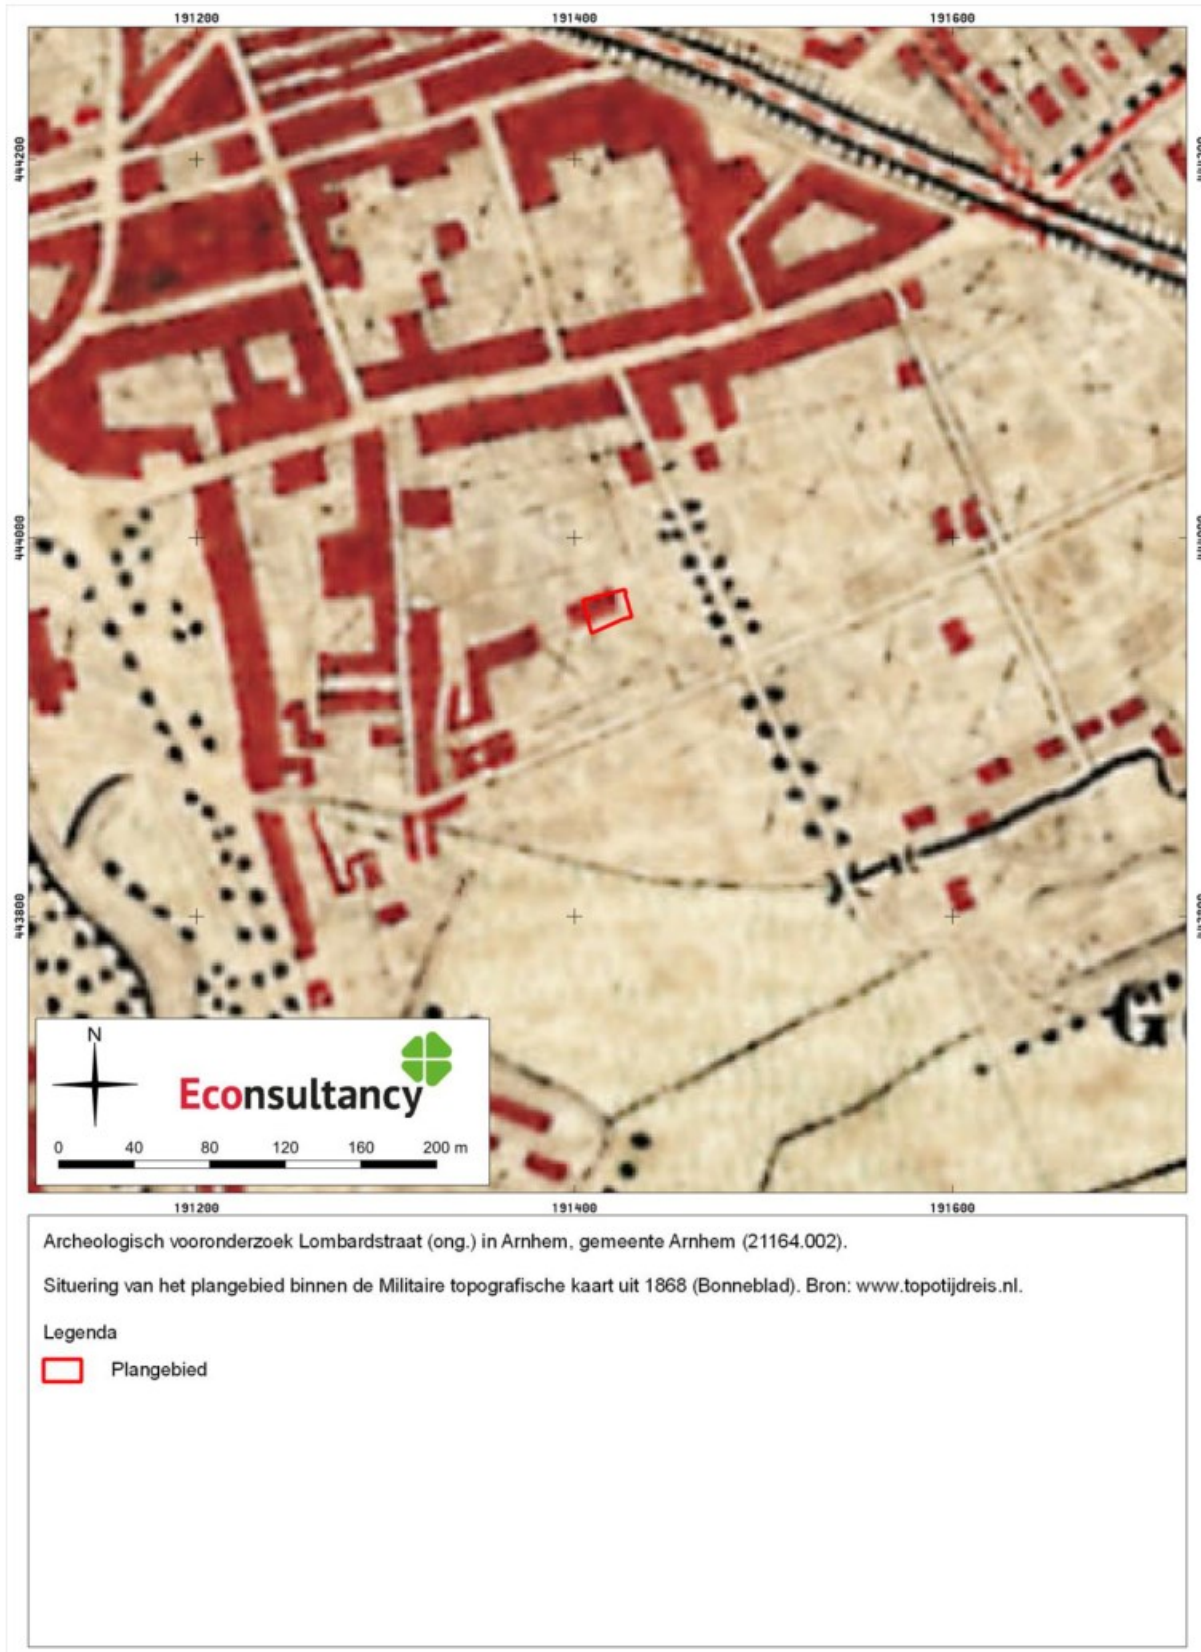 191200 191400 191600
444200
444000 444000
443800 443800
G
N
Econsultancy
0 40 80 120 160 200 m
191200 191400 191600
Archeologisch vooronderzoek Lombardstraat (ong.) in Arnhem, gemeente Arnhem (21164.002).
Situering van het plangebied binnen de Militaire topografische kaart uit 1868 (Bonneblad). Bron: www.topotijdreis.nl.
Legenda
Plangebied